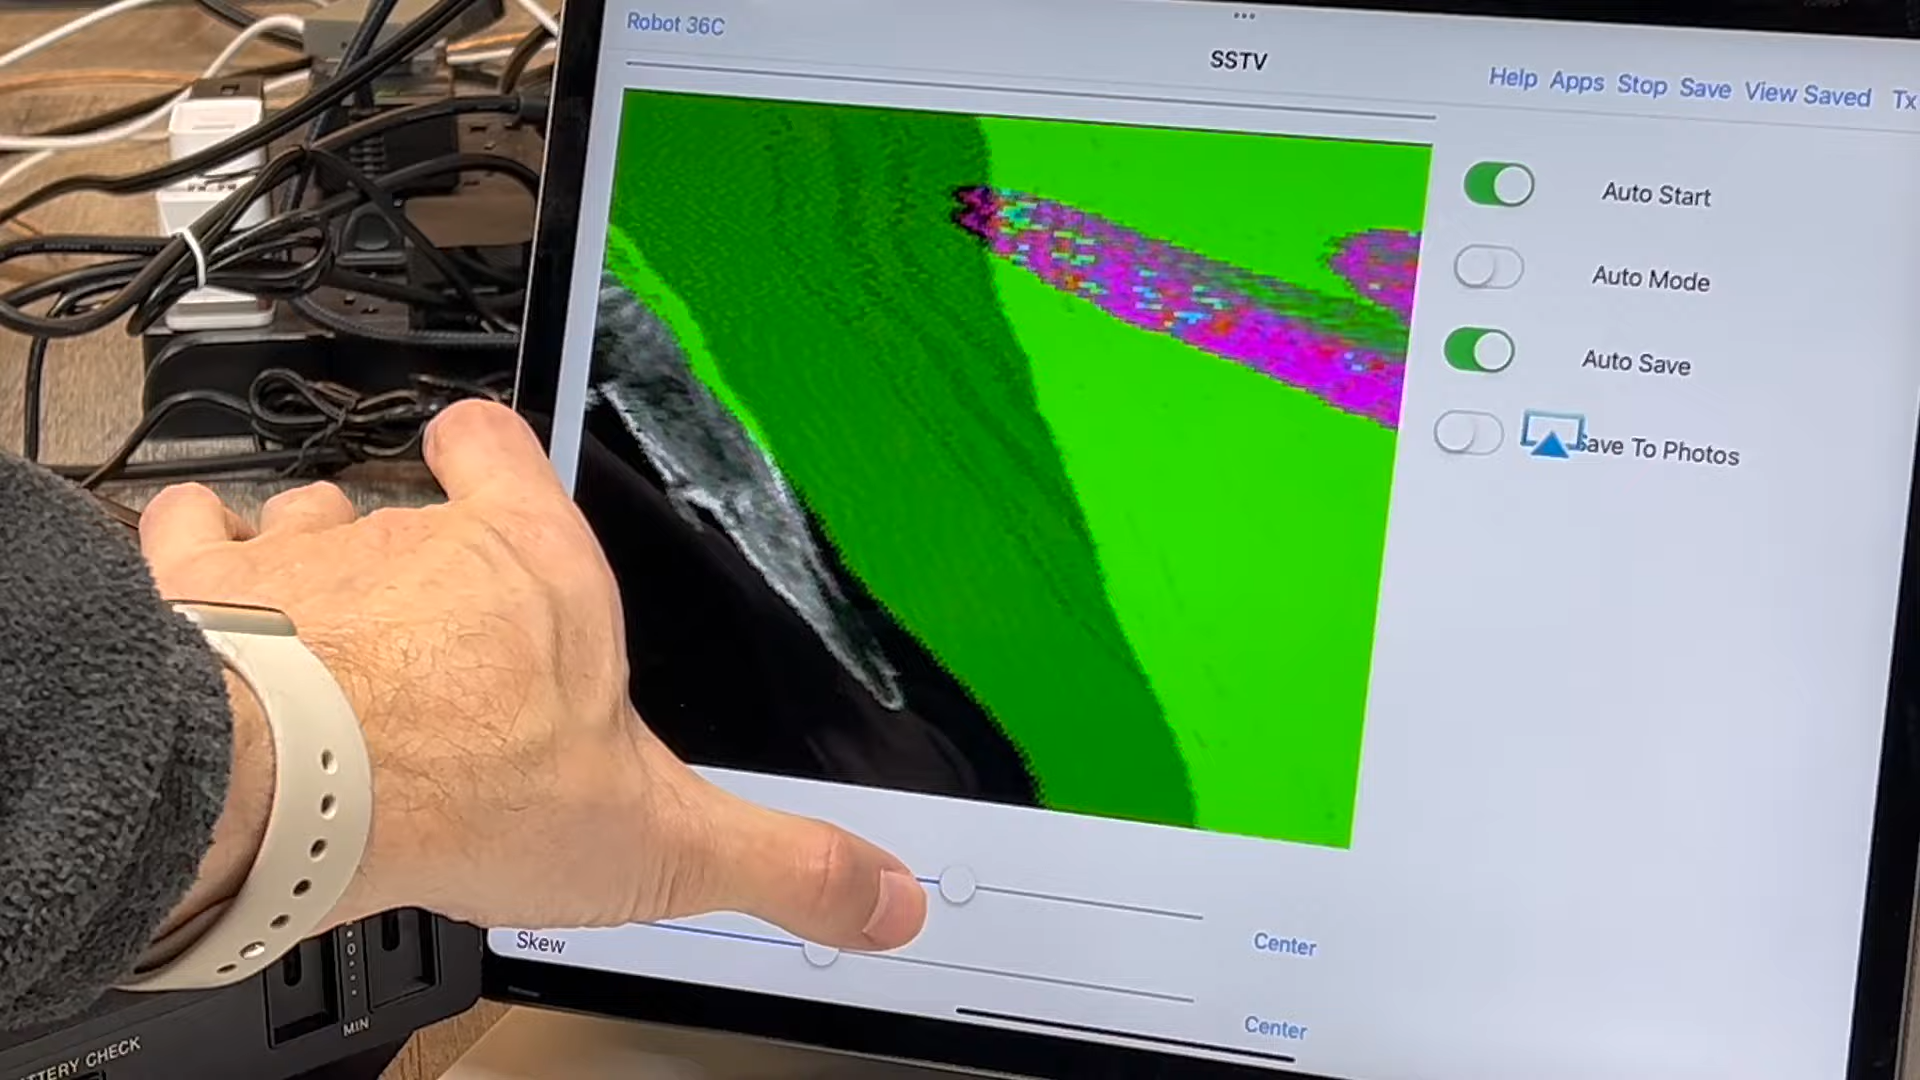 Robot 36C
SSTV
Help Apps Stop Save View Saved Tx
Auto Start
Auto Mode
Auto Save
Save To Photos
Center
Skew
Center
MIN
TTERY CHECK